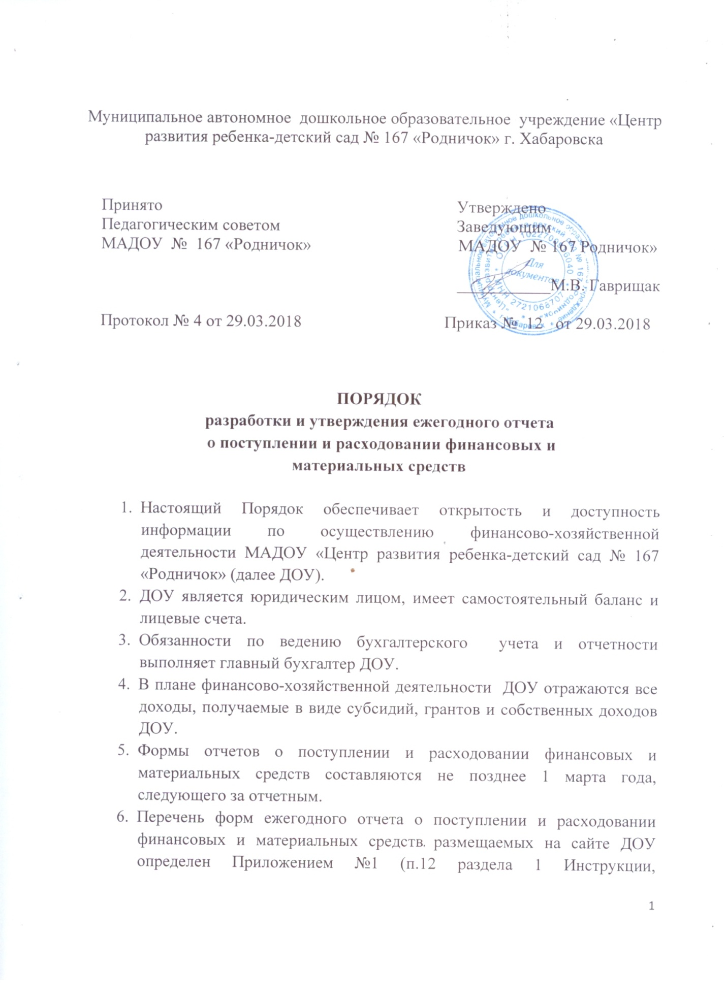 Муниципальное автономное дошкольное образовательное учреждение «Центр
развития ребенка-детский сад № 167 «Родничок» г. Хабаровска
Принято
Педагогическим советом
МАДОУ № 167 «Родничок»
Протокол № 4 от 29.03.2018
Утверждено
Заведующим
МАДОУ № 167 Родничок»
____________М.В. Гаврищак
Приказ № 12 от 29.03.2018
Для
документов
ИНН 2721068707
ПОРЯДОК
разработки и утверждения ежегодного отчета
о поступлении и расходовании финансовых и
материальных средств
1. Настоящий Порядок обеспечивает открытость и доступность
информации по осуществлению финансово-хозяйственной
деятельности МАДОУ «Центр развития ребенка-детский сад № 167
«Родничок» (далее ДОУ).
2. ДОУ является юридическим лицом, имеет самостоятельный баланс и
лицевые счета.
3. Обязанности по ведению бухгалтерского учета и отчетности
выполняет главный бухгалтер ДОУ.
4. В плане финансово-хозяйственной деятельности ДОУ отражаются все
доходы, получаемые в виде субсидий, грантов и собственных доходов
ДОУ.
5. Формы отчетов о поступлении и расходовании финансовых и
материальных средств составляются не позднее 1 марта года,
следующего за отчетным.
6. Перечень форм ежегодного отчета о поступлении и расходовании
финансовых и материальных средств. размещаемых на сайте ДОУ
определен Приложением №1 (п.12 раздела 1 Инструкции,
1